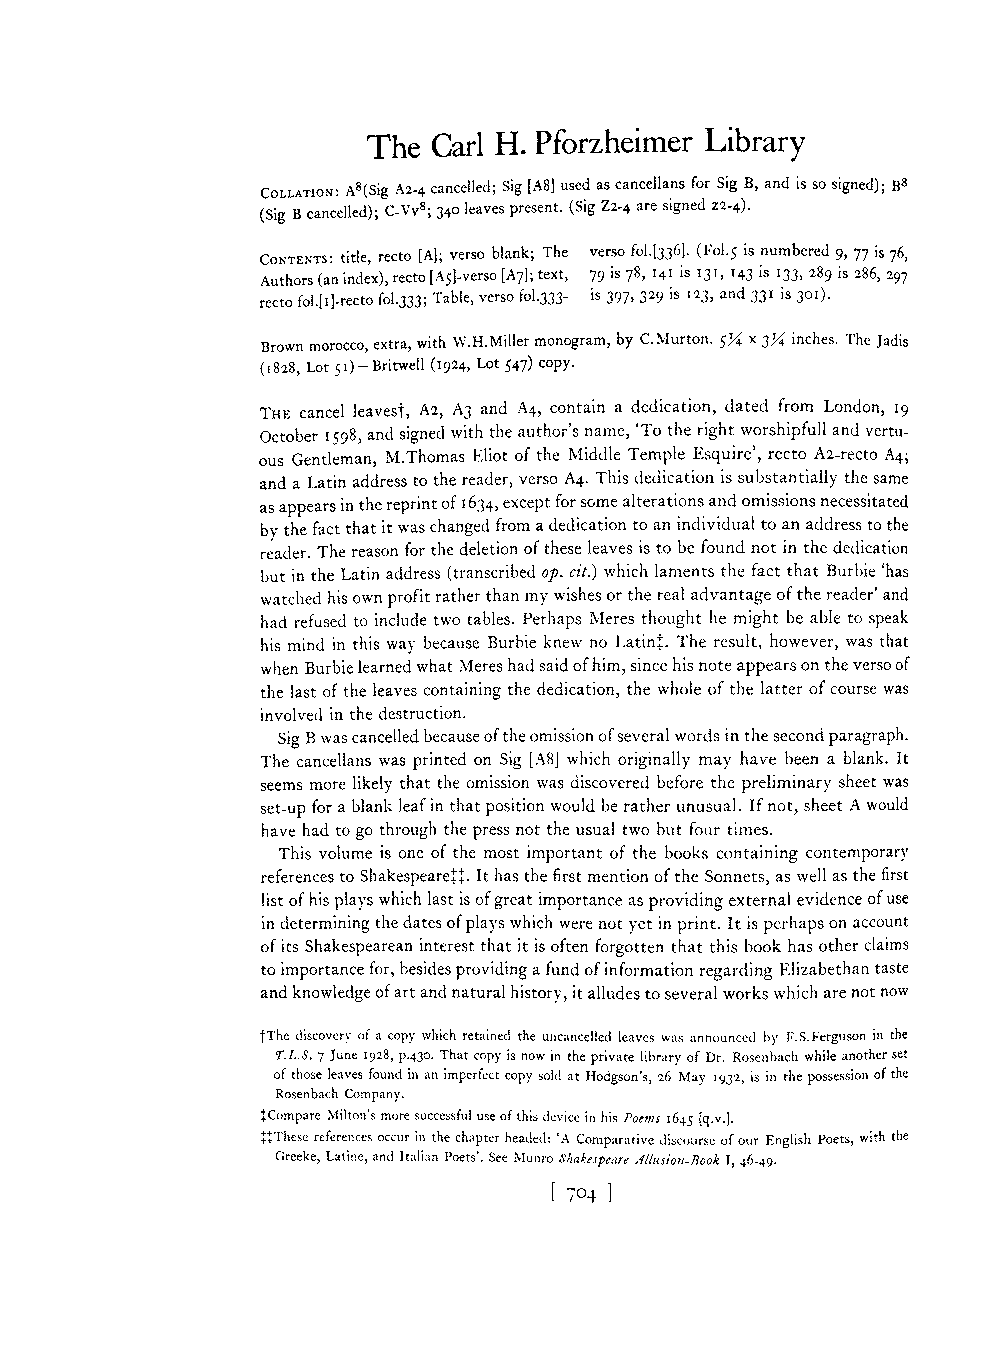 The Carl H. Pforzheimer Library
COLLATION: A⁸(Sig A2-4 cancelled; Sig [A8] used as cancellans for Sig B, and is so signed); B⁸
(Sig B cancelled); C-Vv⁸; 340 leaves present. (Sig Z2-4 are signed z2-4).
CONTENTS: title, recto [A]; verso blank; The
Authors (an index), recto [A5]-verso [A7]; text,
recto fol.[1]-recto fol.333; Table, verso fol.333-
verso fol.[336]. (Fol.5 is numbered 9, 77 is 76,
79 is 78, 141 is 131, 143 is 133, 289 is 286, 297
is 397, 329 is 123, and 331 is 301).
Brown morocco, extra, with W.H.Miller monogram, by C.Murton. 5¼ x 3¼ inches. The Jadis
(1828, Lot 51)—Britwell (1924, Lot 547) copy.
THE cancel leaves†, A2, A3 and A4, contain a dedication, dated from London, 19
October 1598, and signed with the author's name, 'To the right worshipfull and vertu-
ous Gentleman, M.Thomas Eliot of the Middle Temple Esquire', recto A2-recto A4;
and a Latin address to the reader, verso A4. This dedication is substantially the same
as appears in the reprint of 1634, except for some alterations and omissions necessitated
by the fact that it was changed from a dedication to an individual to an address to the
reader. The reason for the deletion of these leaves is to be found not in the dedication
but in the Latin address (transcribed op. cit.) which laments the fact that Burbie 'has
watched his own profit rather than my wishes or the real advantage of the reader' and
had refused to include two tables. Perhaps Meres thought he might be able to speak
his mind in this way because Burbie knew no Latin‡. The result, however, was that
when Burbie learned what Meres had said of him, since his note appears on the verso of
the last of the leaves containing the dedication, the whole of the latter of course was
involved in the destruction.
Sig B was cancelled because of the omission of several words in the second paragraph.
The cancellans was printed on Sig [A8] which originally may have been a blank. It
seems more likely that the omission was discovered before the preliminary sheet was
set-up for a blank leaf in that position would be rather unusual. If not, sheet A would
have had to go through the press not the usual two but four times.
This volume is one of the most important of the books containing contemporary
references to Shakespeare‡‡. It has the first mention of the Sonnets, as well as the first
list of his plays which last is of great importance as providing external evidence of use
in determining the dates of plays which were not yet in print. It is perhaps on account
of its Shakespearean interest that it is often forgotten that this book has other claims
to importance for, besides providing a fund of information regarding Elizabethan taste
and knowledge of art and natural history, it alludes to several works which are not now
†The discovery of a copy which retained the uncancelled leaves was announced by F.S.Ferguson in the
T.L.S. 7 June 1928, p.430. That copy is now in the private library of Dr. Rosenbach while another set
of those leaves found in an imperfect copy sold at Hodgson's, 26 May 1932, is in the possession of the
Rosenbach Company.
‡Compare Milton's more successful use of this device in his Poems 1645 [q.v.].
‡‡These references occur in the chapter headed: 'A Comparative discourse of our English Poets, with the
Greeke, Latine, and Italian Poets'. See Munro Shakespeare Allusion-Book I, 46-49.
[ 704 ]